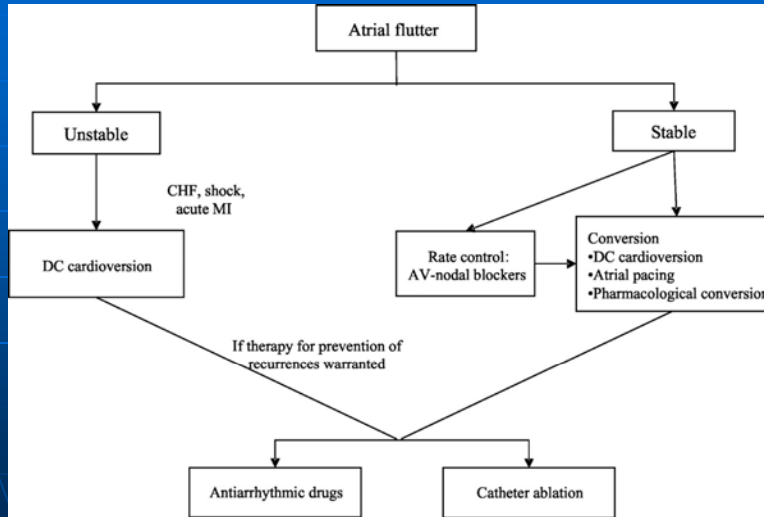 Atrial flutter
Unstable
Stable
CHF, shock,
acute MI
DC cardioversion
Rate control:
AV-nodal blockers
Conversion
•DC cardioversion
•Atrial pacing
•Pharmacological conversion
If therapy for prevention of
recurrences warranted
Antiarrhythmic drugs
Catheter ablation